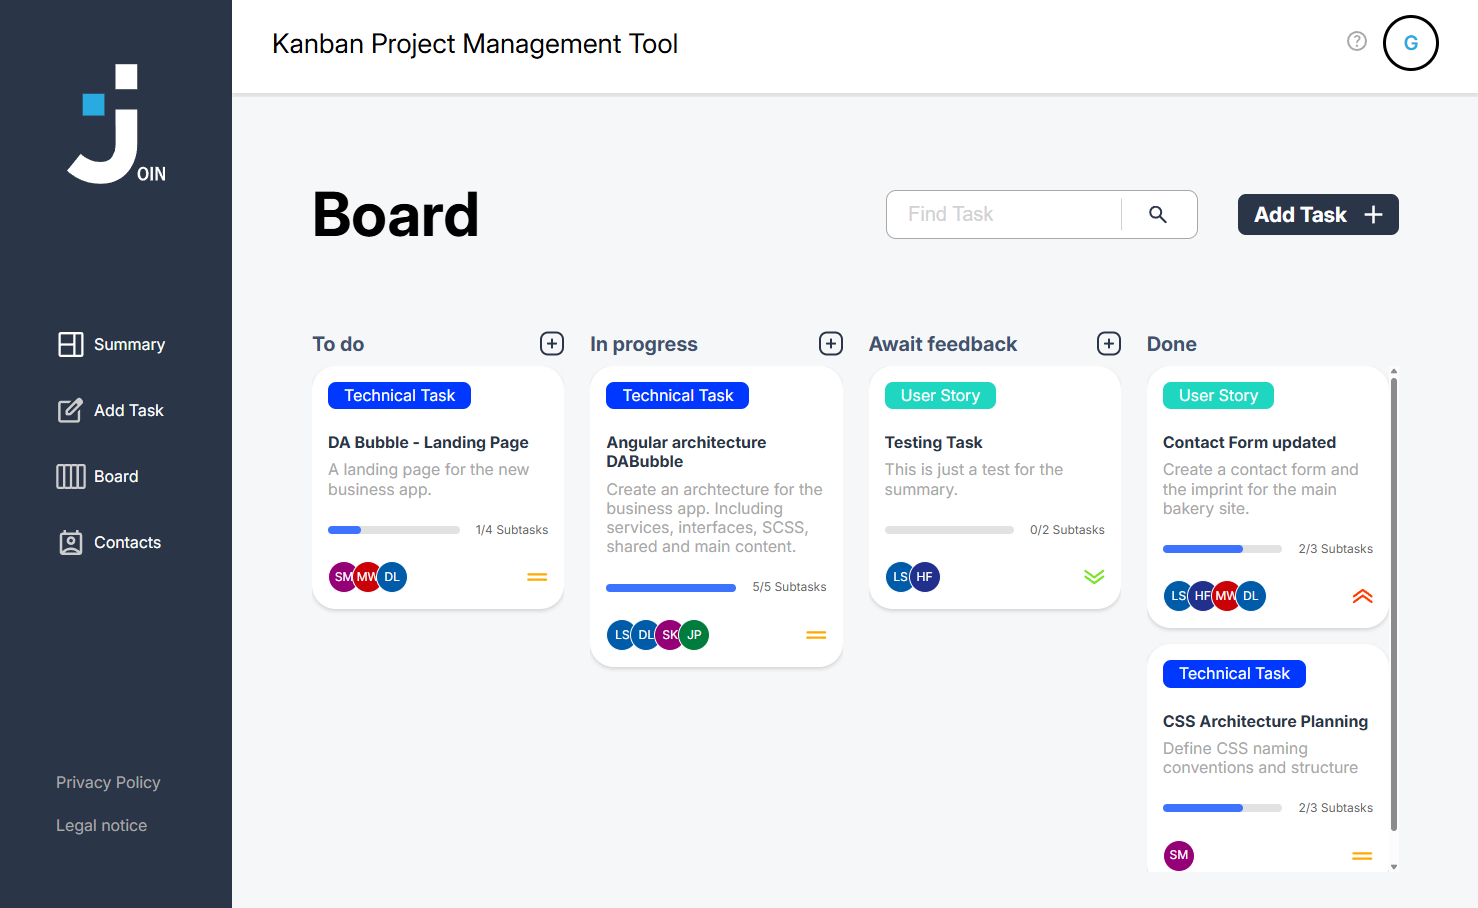 OIN
Summary
Add Task
Board
Contacts
Privacy Policy
Legal notice
Kanban Project Management Tool
?
G
Board
Find Task
Add Task +
To do
Technical Task
DA Bubble - Landing Page
A landing page for the new
business app.
1/4 Subtasks
SM MW DL
In progress
Technical Task
Angular architecture
DABubble
Create an archtecture for the
business app. Including
services, interfaces, SCSS,
shared and main content.
5/5 Subtasks
LS DL SK JP
Await feedback
User Story
Testing Task
This is just a test for the
summary.
0/2 Subtasks
LS HF
Done
User Story
Contact Form updated
Create a contact form and
the imprint for the main
bakery site.
2/3 Subtasks
LS HF MW DL
Technical Task
CSS Architecture Planning
Define CSS naming
conventions and structure
2/3 Subtasks
SM